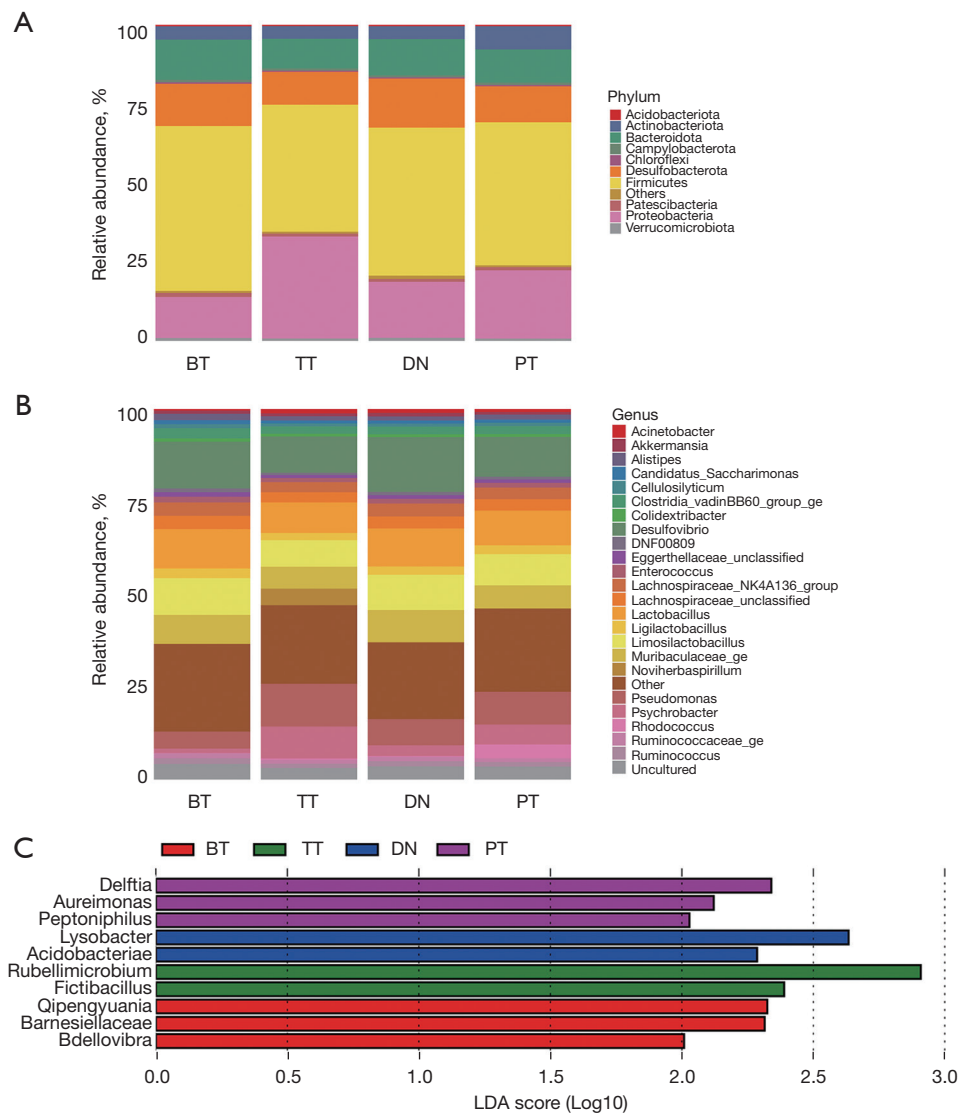 A
Relative abundance, %
100
75
50
25
0
BT TT DN PT
Phylum
Acidobacteriota
Actinobacteriota
Bacteroidota
Campylobacterota
Chloroflexi
Desulfobacterota
Firmicutes
Others
Patescibacteria
Proteobacteria
Verrucomicrobiota
B
Relative abundance, %
100
75
50
25
0
BT TT DN PT
Genus
Acinetobacter
Akkermansia
Alistipes
Candidatus_Saccharimonas
Cellulosilyticum
Clostridia_vadinBB60_group_ge
Colidextribacter
Desulfovibrio
DNF00809
Eggerthellaceae_unclassified
Enterococcus
Lachnospiraceae_NK4A136_group
Lachnospiraceae_unclassified
Lactobacillus
Ligilactobacillus
Limosilactobacillus
Muribaculaceae_ge
Noviherbaspirillum
Other
Pseudomonas
Psychrobacter
Rhodococcus
Ruminococcaceae_ge
Ruminococcus
Uncultured
C
BT TT DN PT
Delftia
Aureimonas
Peptoniphilus
Lysobacter
Acidobacteriae
Rubellimicrobium
Fictibacillus
Qipengyuania
Barnesiellaceae
Bdellovibra
0.0 0.5 1.0 1.5 2.0 2.5 3.0
LDA score (Log10)